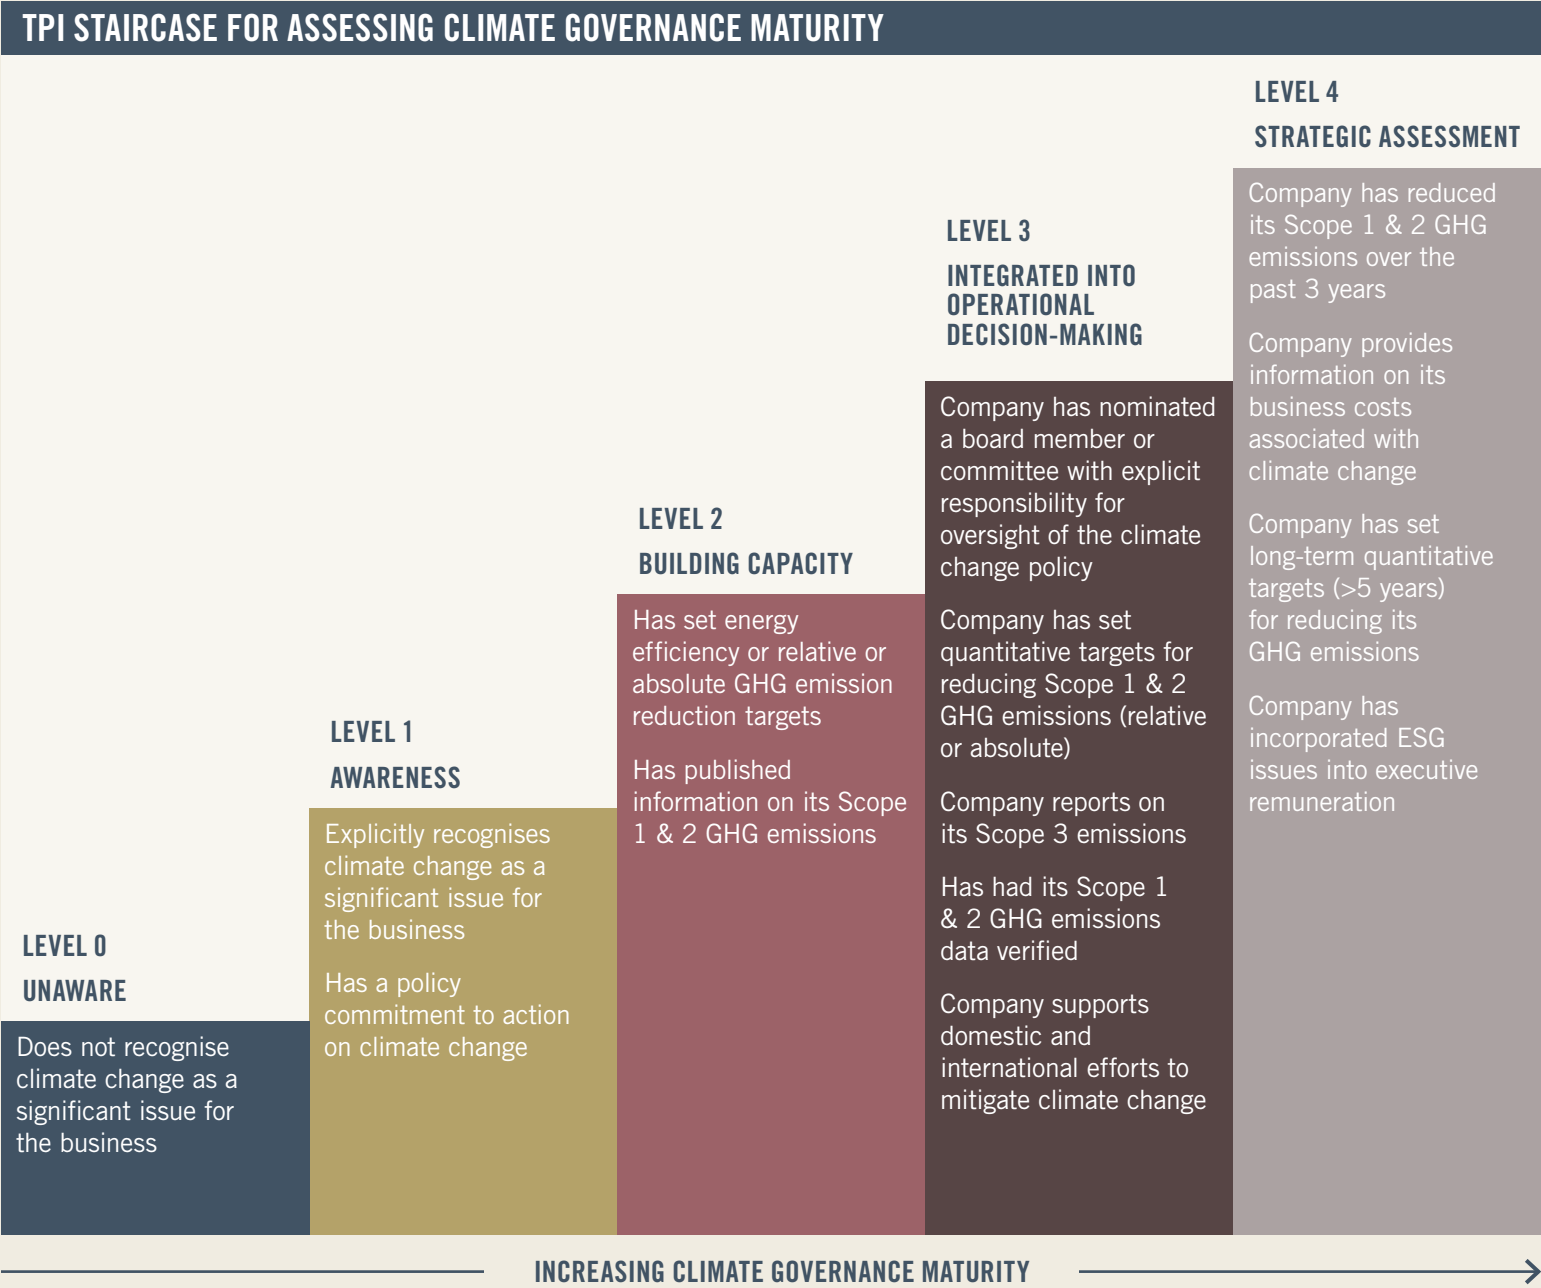 TPI STAIRCASE FOR ASSESSING CLIMATE GOVERNANCE MATURITY
LEVEL 0
UNAWARE
Does not recognise
climate change as a
significant issue for
the business
LEVEL 1
AWARENESS
Explicitly recognises
climate change as a
significant issue for
the business
Has a policy
commitment to action
on climate change
LEVEL 2
BUILDING CAPACITY
Has set energy
efficiency or relative or
absolute GHG emission
reduction targets
Has published
information on its Scope
1 & 2 GHG emissions
LEVEL 3
INTEGRATED INTO
OPERATIONAL
DECISION-MAKING
Company has nominated
a board member or
committee with explicit
responsibility for
oversight of the climate
change policy
Company has set
quantitative targets for
reducing Scope 1 & 2
GHG emissions (relative
or absolute)
Company reports on
its Scope 3 emissions
Has had its Scope 1
& 2 GHG emissions
data verified
Company supports
domestic and
international efforts to
mitigate climate change
LEVEL 4
STRATEGIC ASSESSMENT
Company has reduced
its Scope 1 & 2 GHG
emissions over the
past 3 years
Company provides
information on its
business costs
associated with
climate change
Company has set
long-term quantitative
targets (>5 years)
for reducing its
GHG emissions
Company has
incorporated ESG
issues into executive
remuneration
INCREASING CLIMATE GOVERNANCE MATURITY